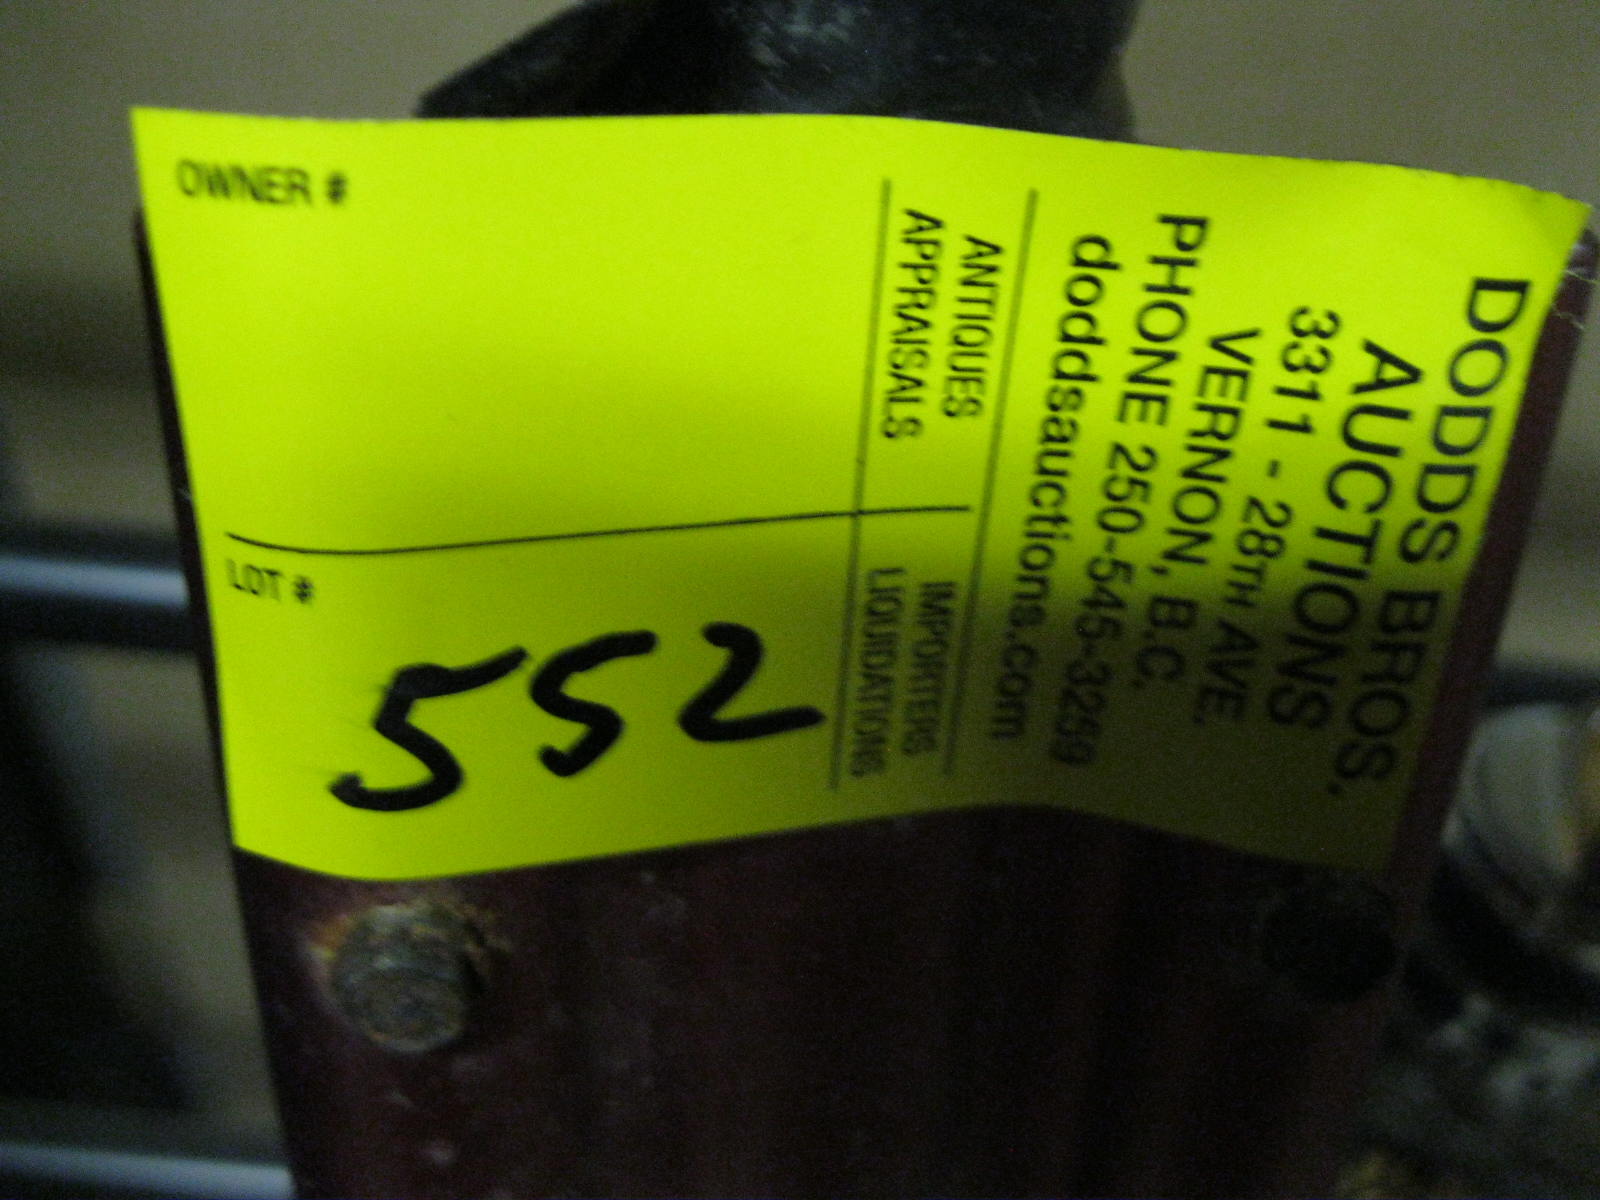 DODDS BROS.
AUCTIONS
3311 - 28TH AVE.
VERNON, B.C.
PHONE 250-545-3259
doddsauctions.com
ANTIQUES
APPRAISALS
IMPORTERS
LIQUIDATIONS
OWNER #
LOT #
552